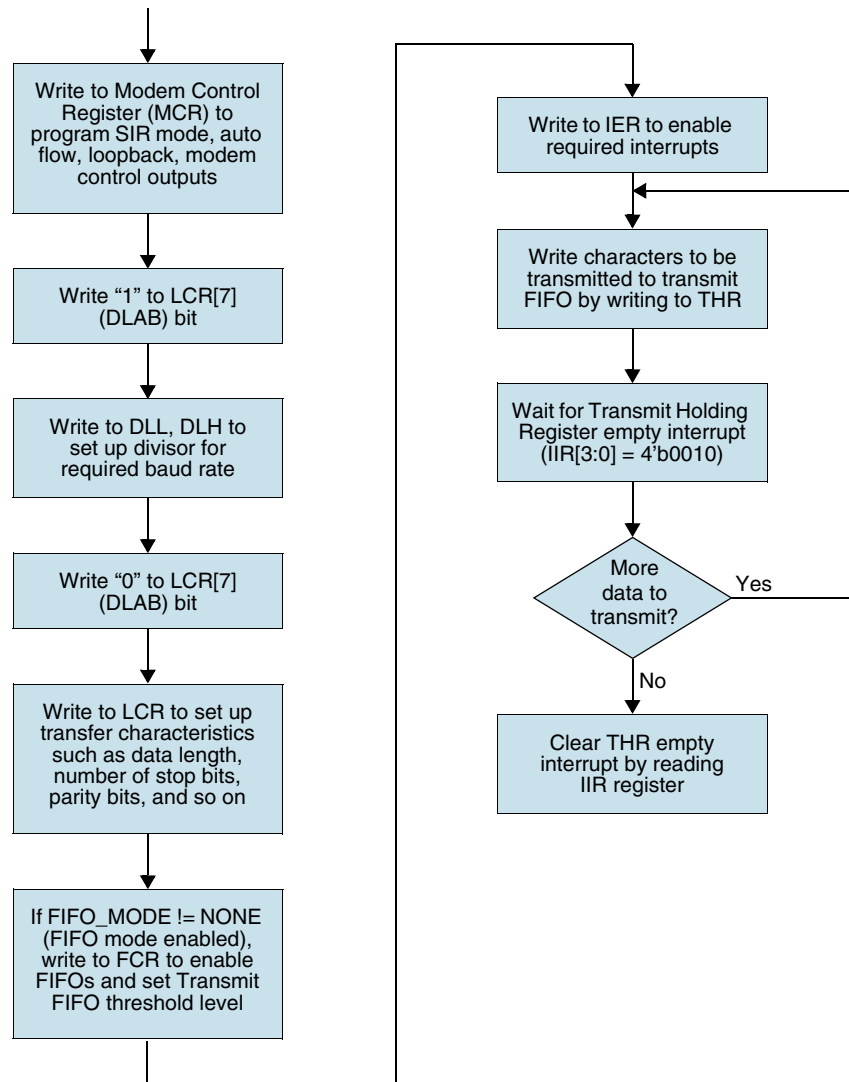 Write to Modem Control
Register (MCR) to
program SIR mode, auto
flow, loopback, modem
control outputs
Write “1” to LCR[7]
(DLAB) bit
Write to DLL, DLH to
set up divisor for
required baud rate
Write “0” to LCR[7]
(DLAB) bit
Write to LCR to set up
transfer characteristics
such as data length,
number of stop bits,
parity bits, and so on
If FIFO_MODE != NONE
(FIFO mode enabled),
write to FCR to enable
FIFOs and set Transmit
FIFO threshold level
Write to IER to enable
required interrupts
Write characters to be
transmitted to transmit
FIFO by writing to THR
Wait for Transmit Holding
Register empty interrupt
(IIR[3:0] = 4’b0010)
More
data to
transmit?
Yes
No
Clear THR empty
interrupt by reading
IIR register